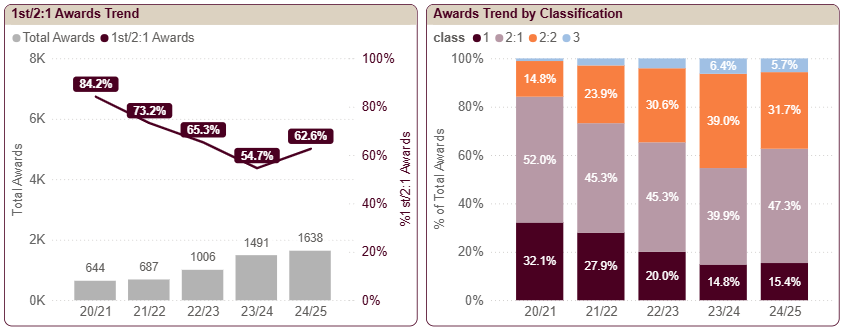 1st/2:1 Awards Trend
Total Awards 1st/2:1 Awards
8K
6K
4K
2K
0K
Total Awards
100%
80%
60%
40%
20%
0%
%1st/2:1 Awards
84.2%
73.2%
65.3%
54.7%
62.6%
644
687
1006
1491
1638
20/21 21/22 22/23 23/24 24/25
Awards Trend by Classification
class 1 2:1 2:2 3
100%
80%
60%
40%
20%
0%
% of Total Awards
14.8%
52.0%
32.1%
23.9%
45.3%
27.9%
30.6%
45.3%
20.0%
6.4%
39.0%
39.9%
14.8%
5.7%
31.7%
47.3%
15.4%
20/21 21/22 22/23 23/24 24/25